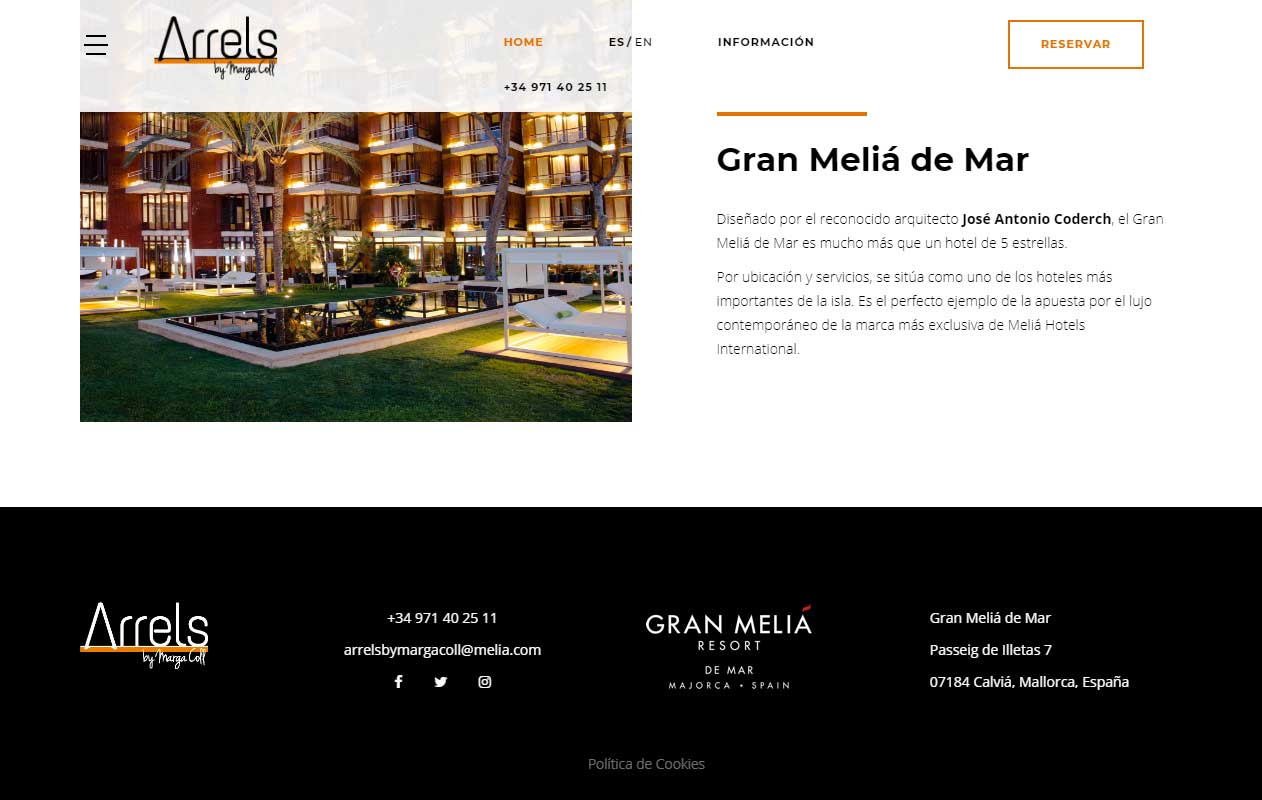 Arrels
by Marga Coll
HOME
ES / EN
INFORMACIÓN
RESERVAR
+34 971 40 25 11
Gran Meliá de Mar
Diseñado por el reconocido arquitecto José Antonio Coderch, el Gran
Meliá de Mar es mucho más que un hotel de 5 estrellas.
Por ubicación y servicios, se sitúa como uno de los hoteles más
importantes de la isla. Es el perfecto ejemplo de la apuesta por el lujo
contemporáneo de la marca más exclusiva de Meliá Hotels
International.
Arrels
by Marga Coll
+34 971 40 25 11
arrelsbymargacoll@melia.com
GRAN MELIÁ
RESORT
DE MAR
MAJORCA • SPAIN
Gran Meliá de Mar
Passeig de Illetas 7
07184 Calviá, Mallorca, España
Política de Cookies